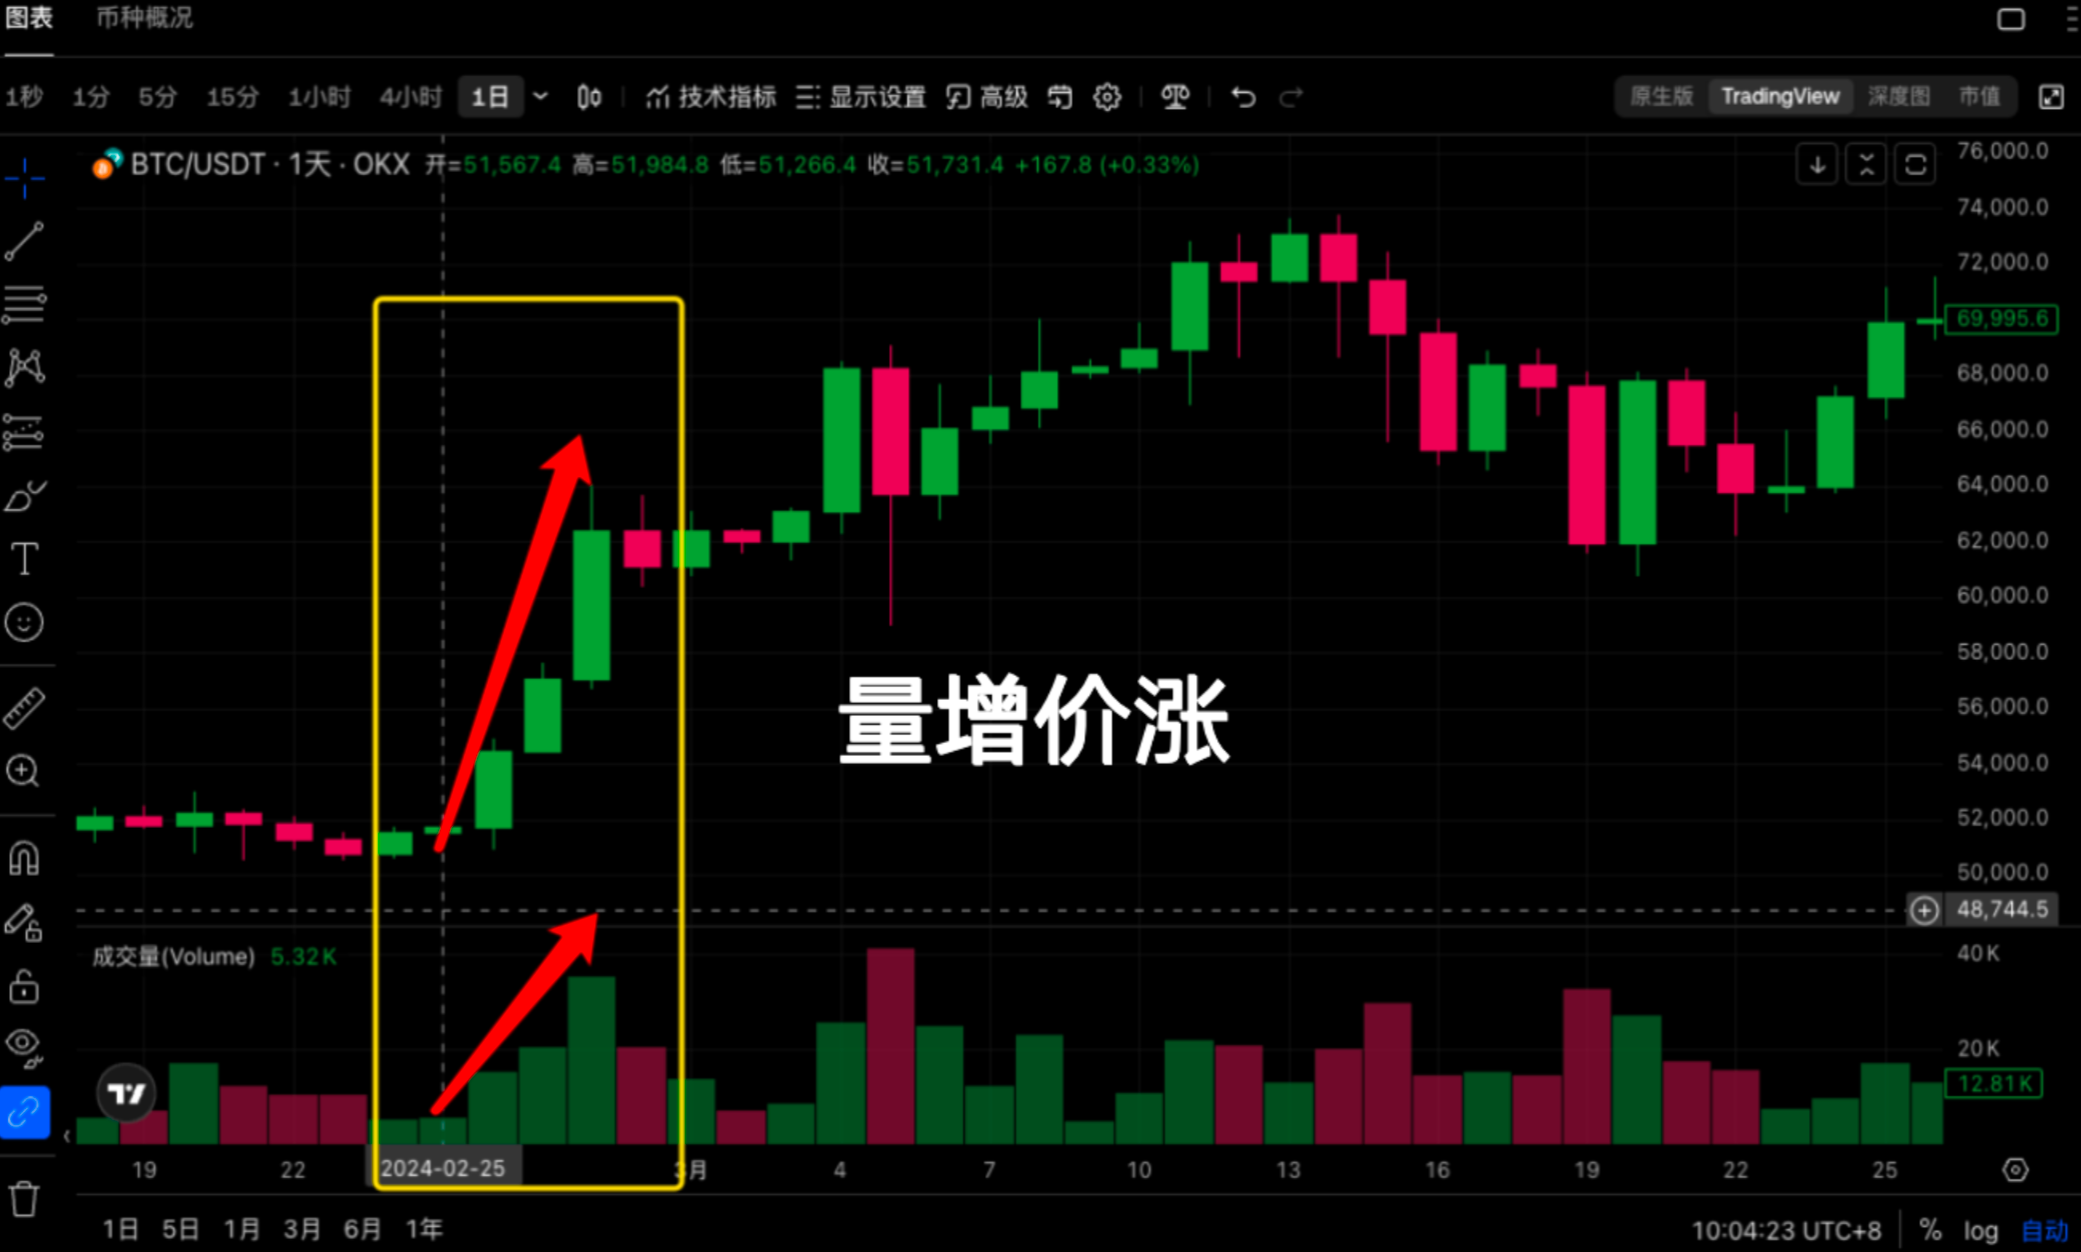 图表 币种概况
1秒 1分 5分 15分 1小时 4小时 1日 技术指标 显示设置 高级 原生版 TradingView 深度图 市值
BTC/USDT · 1天 · OKX 开=51,567.4 高=51,984.8 低=51,266.4 收=51,731.4 +167.8 (+0.33%)
76,000.0
74,000.0
72,000.0
69,995.6
68,000.0
66,000.0
64,000.0
62,000.0
60,000.0
58,000.0
量增价涨
56,000.0
54,000.0
52,000.0
50,000.0
48,744.5
成交量(Volume) 5.32K
40K
20K
12.81K
19 22 2024-02-25 3月 4 7 10 13 16 19 22 25
1日 5日 1月 3月 6月 1年 10:04:23 UTC+8 % log 自动